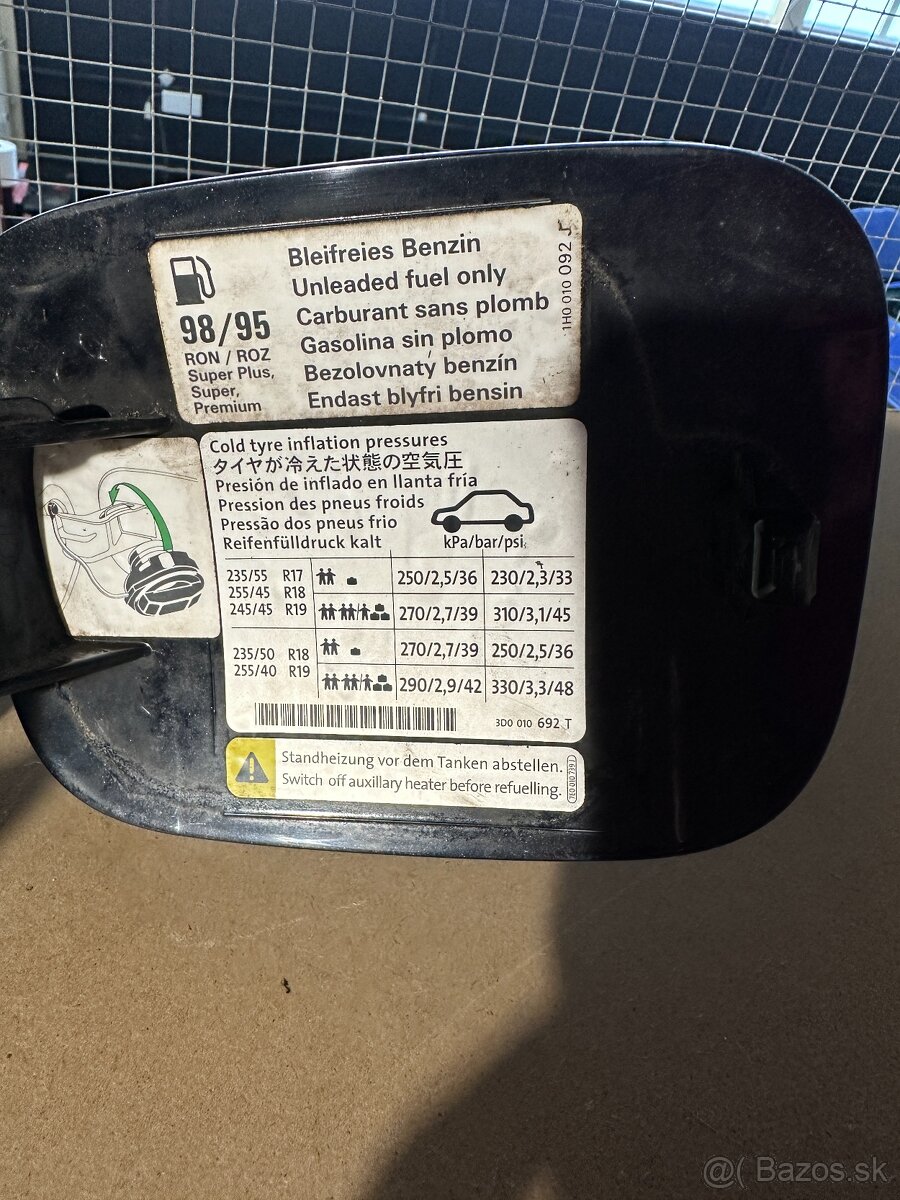 Bleifreies Benzin
Unleaded fuel only
Carburant sans plomb
Gasolina sin plomo
Bezolovnatý benzín
Endast blyfri bensin
98/95
RON / ROZ
Super Plus,
Super,
Premium
1H0 010 092 J
Cold tyre inflation pressures
タイヤが冷えた状態の空気圧
Presión de inflado en llanta fría
Pression des pneus froids
Pressão dos pneus frio
Reifenfülldruck kalt
kPa/bar/psi
235/55 R17
255/45 R18
245/45 R19
250/2,5/36 230/2,3/33
270/2,7/39 310/3,1/45
235/50 R18
255/40 R19
270/2,7/39 250/2,5/36
290/2,9/42 330/3,3/48
3D0 010 692 T
Standheizung vor dem Tanken abstellen.
Switch off auxillary heater before refuelling.
@( Bazos.sk